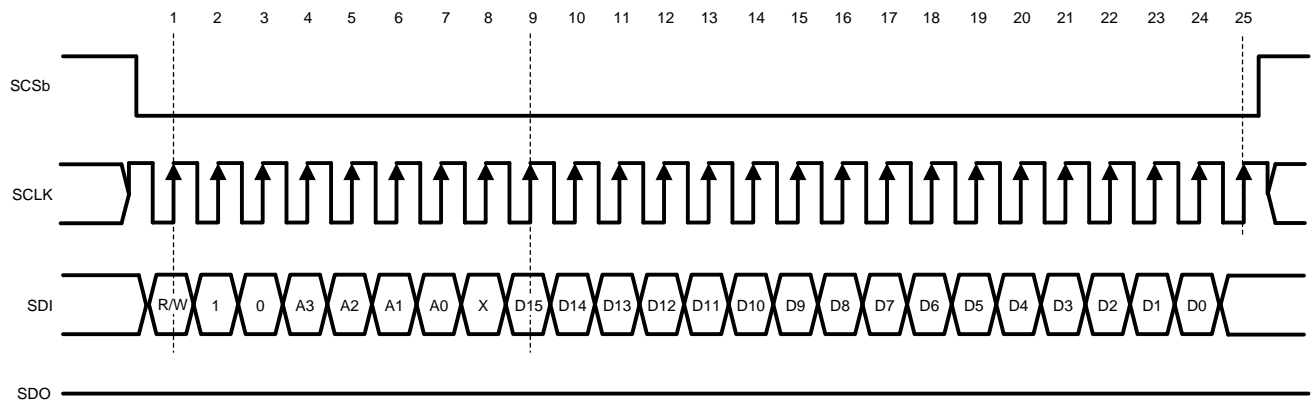 1 2 3 4 5 6 7 8 9 10 11 12 13 14 15 16 17 18 19 20 21 22 23 24 25
SCSb
SCLK
SDI R/W 1 0 A3 A2 A1 A0 X D15 D14 D13 D12 D11 D10 D9 D8 D7 D6 D5 D4 D3 D2 D1 D0
SDO